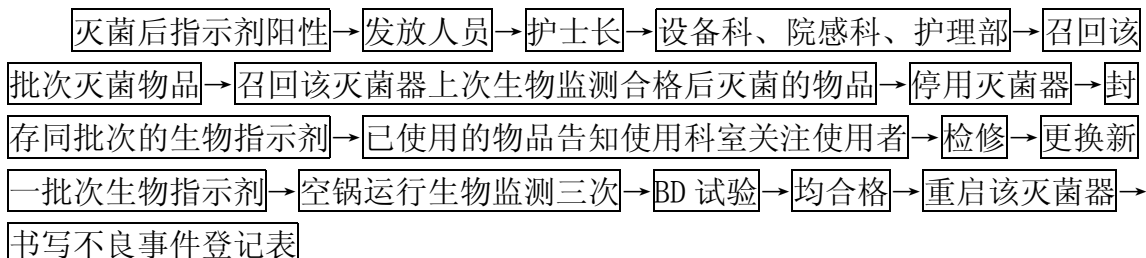 灭菌后指示剂阳性→发放人员→护士长→设备科、院感科、护理部→召回该
批次灭菌物品→召回该灭菌器上次生物监测合格后灭菌的物品→停用灭菌器→封
存同批次的生物指示剂→已使用的物品告知使用科室关注使用者→检修→更换新
一批次生物指示剂→空锅运行生物监测三次→BD 试验→均合格→重启该灭菌器→
书写不良事件登记表